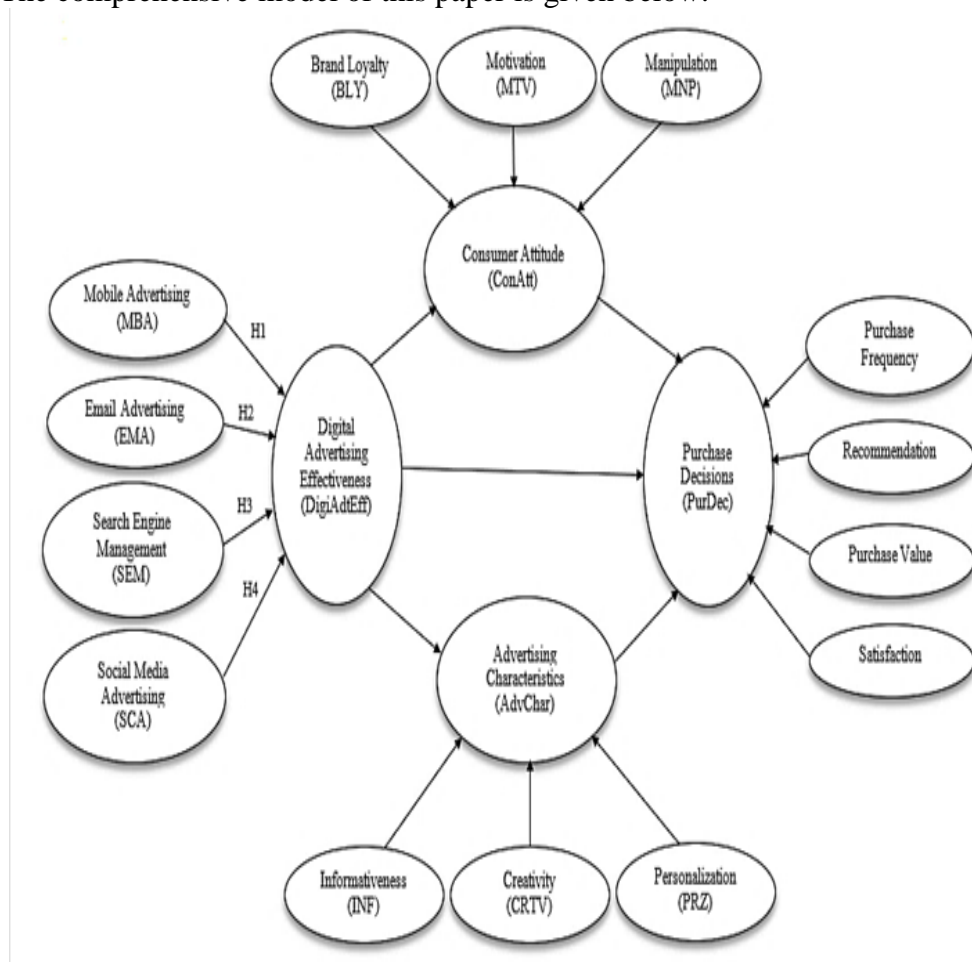 The comprehensive model of this paper is given below:
Brand Loyalty
(BLY)
Motivation
(MTV)
Manipulation
(MNP)
Consumer Attitude
(ConAtt)
Mobile Advertising
(MBA)
H1
Email Advertising
(EMA)
H2
Search Engine
Management
(SEM)
H3
Social Media
Advertising
(SCA)
H4
Digital
Advertising
Effectiveness
(DigiAdtEff)
Purchase
Decisions
(PurDec)
Purchase
Frequency
Recommendation
Purchase Value
Satisfaction
Advertising
Characteristics
(AdvChar)
Informativeness
(INF)
Creativity
(CRTV)
Personalization
(PRZ)